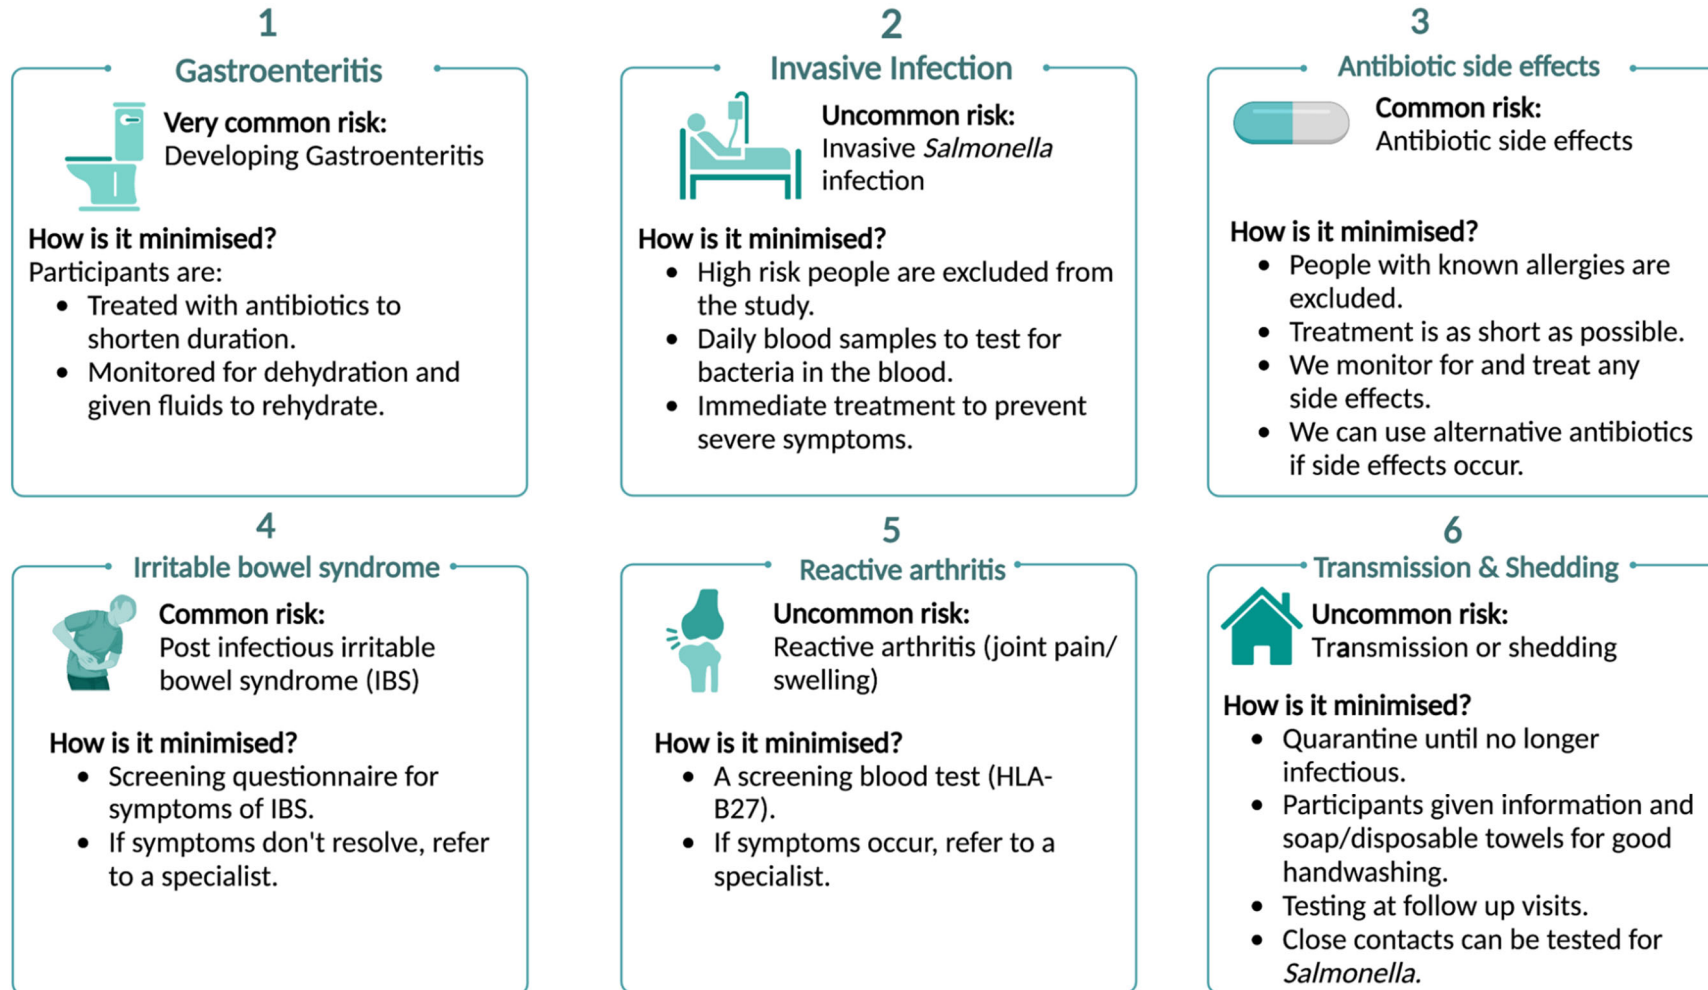 1
Gastroenteritis
Very common risk:
Developing Gastroenteritis
How is it minimised?
Participants are:
• Treated with antibiotics to
shorten duration.
• Monitored for dehydration and
given fluids to rehydrate.
2
Invasive Infection
Uncommon risk:
Invasive Salmonella
infection
How is it minimised?
• High risk people are excluded from
the study.
• Daily blood samples to test for
bacteria in the blood.
• Immediate treatment to prevent
severe symptoms.
3
Antibiotic side effects
Common risk:
Antibiotic side effects
How is it minimised?
• People with known allergies are
excluded.
• Treatment is as short as possible.
• We monitor for and treat any
side effects.
• We can use alternative antibiotics
if side effects occur.
4
Irritable bowel syndrome
Common risk:
Post infectious irritable
bowel syndrome (IBS)
How is it minimised?
• Screening questionnaire for
symptoms of IBS.
• If symptoms don't resolve, refer
to a specialist.
5
Reactive arthritis
Uncommon risk:
Reactive arthritis (joint pain/
swelling)
How is it minimised?
• A screening blood test (HLA-
B27).
• If symptoms occur, refer to a
specialist.
6
Transmission & Shedding
Uncommon risk:
Transmission or shedding
How is it minimised?
• Quarantine until no longer
infectious.
• Participants given information and
soap/disposable towels for good
handwashing.
• Testing at follow up visits.
• Close contacts can be tested for
Salmonella.